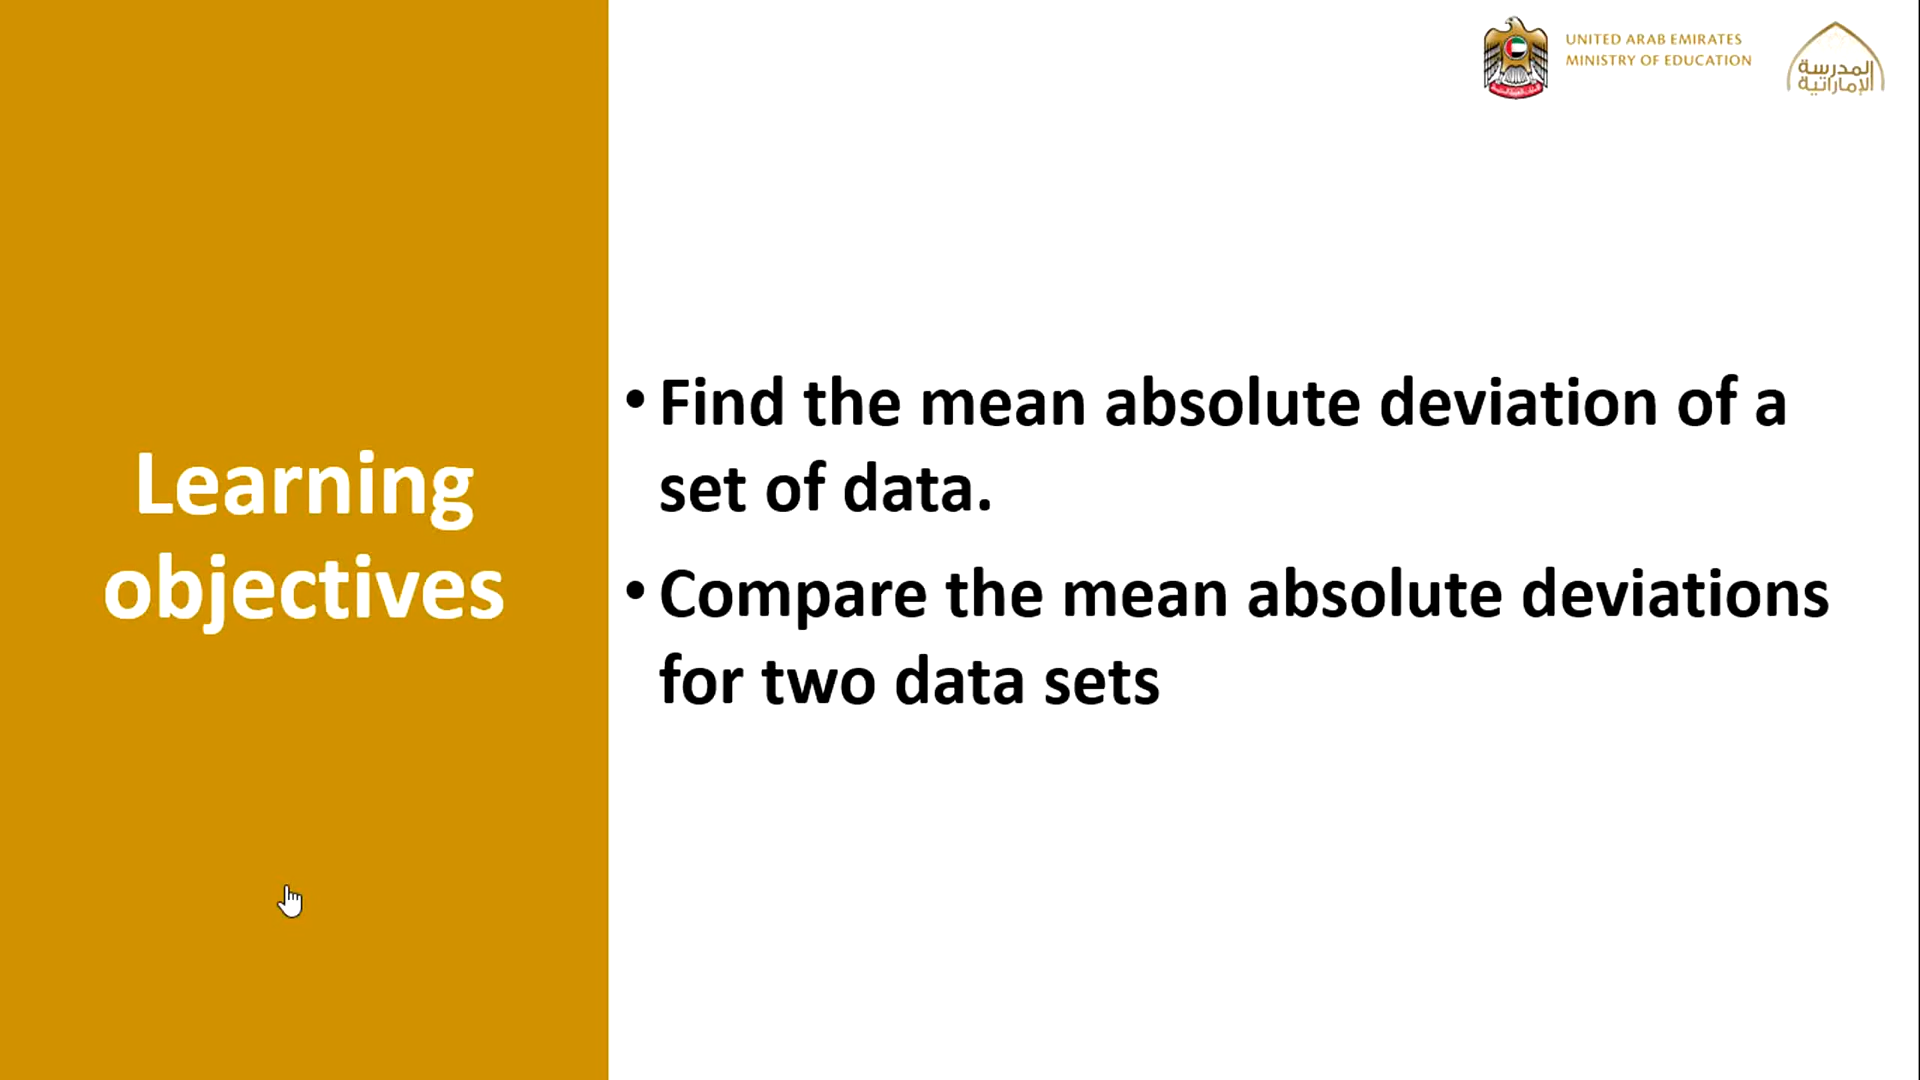 UNITED ARAB EMIRATES
MINISTRY OF EDUCATION
المدرسة
الإماراتية
Learning
objectives
• Find the mean absolute deviation of a
set of data.
• Compare the mean absolute deviations
for two data sets